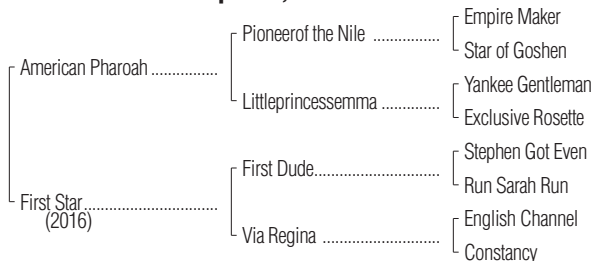 American Pharoah ................
First Star................................
(2016)
Pioneerof the Nile ................
Littleprincessemma ..............
First Dude..............................
Via Regina ............................
Empire Maker
Star of Goshen
Yankee Gentleman
Exclusive Rosette
Stephen Got Even
Run Sarah Run
English Channel
Constancy